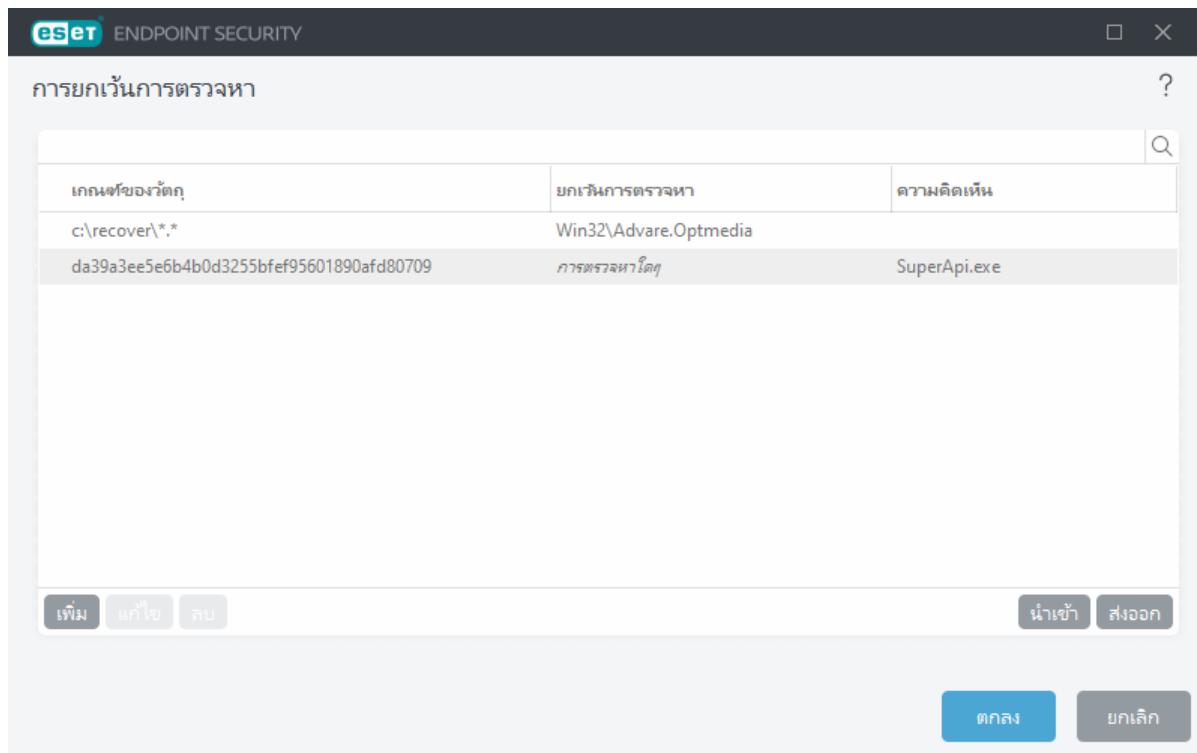 eseT ENDPOINT SECURITY
การยกเว้นการตรวจหา
?
เกณฑ์ของวัตถุ ยกเว้นการตรวจหา ความคิดเห็น
c:\recover\*.* Win32\Advare.Optmedia
da39a3ee5e6b4b0d3255bfef95601890afd80709 การตรวจหาใดๆ SuperApi.exe
เพิ่ม แก้ไข ลบ นำเข้า ส่งออก
ตกลง ยกเลิก